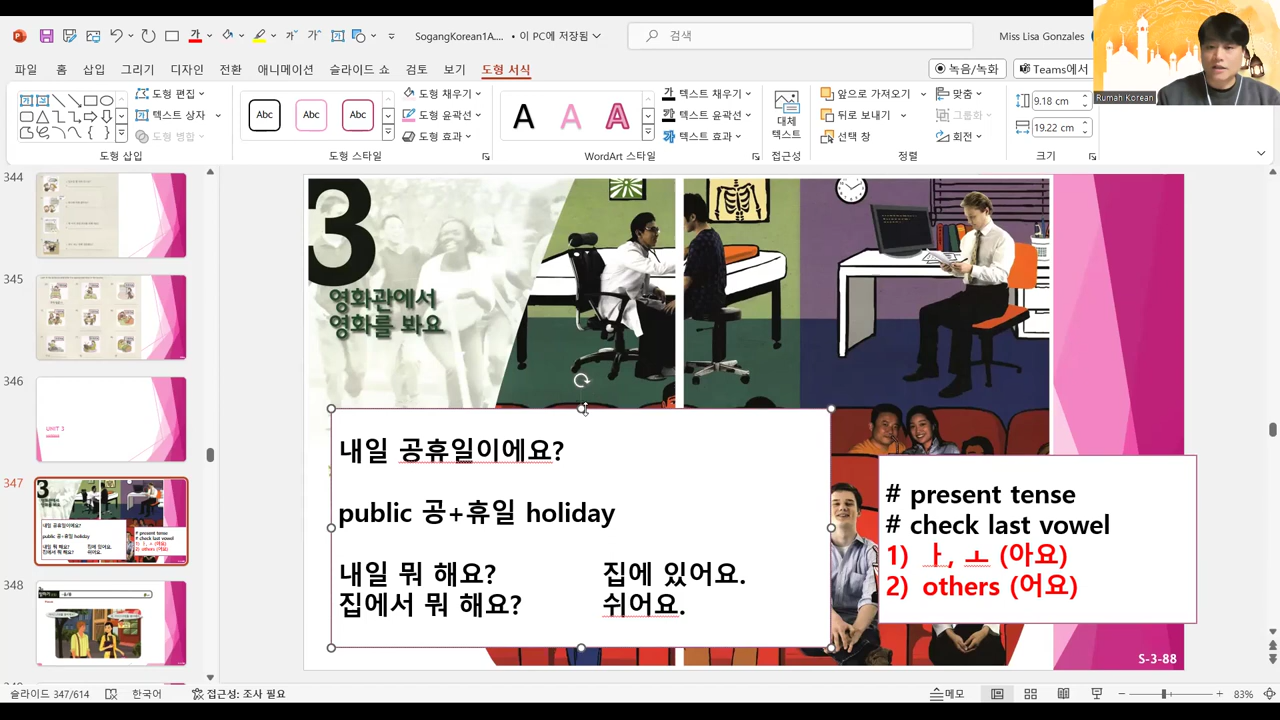 SogangKorean1A.... • 이 PC에 저장됨
검색
Miss Lisa Gonzales
파일 홈 삽입 그리기 디자인 전환 애니메이션 슬라이드 쇼 검토 보기 도형 서식
녹음/녹화
Teams에서
Rumah Korean
도형 편집
텍스트 상자
도형 병합
도형 삽입
Abc Abc Abc
도형 채우기
도형 윤곽선
도형 효과
도형 스타일
A A A
텍스트 채우기
텍스트 윤곽선
텍스트 효과
WordArt 스타일
대체
텍스트
접근성
앞으로 가져오기
뒤로 보내기
선택 창
맞춤
그룹화
회전
정렬
9.18 cm
19.22 cm
크기
344
345
346
UNIT 3
347
348
3
영화관에서
영화를 봐요
내일 공휴일이에요?
public 공+휴일 holiday
내일 뭐 해요? 집에 있어요.
집에서 뭐 해요? 쉬어요.
# present tense
# check last vowel
1) ㅏ, ㅗ (아요)
2) others (어요)
S-3-88
슬라이드 347/614
한국어
접근성: 조사 필요
메모
83%